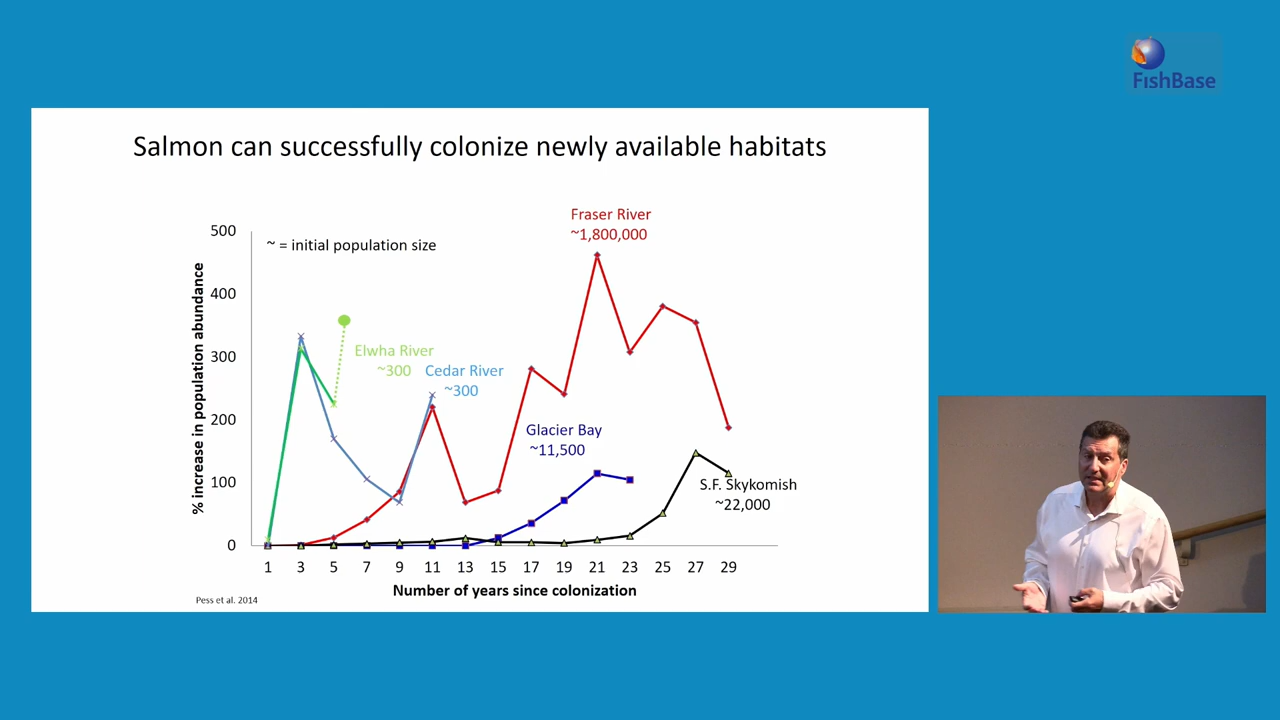 FishBase
Salmon can successfully colonize newly available habitats
Fraser River
~1,800,000
~ = initial population size
500
400
300
200
100
0
% increase in population abundance
Elwha River
~300
Cedar River
~300
Glacier Bay
~11,500
S.F. Skykomish
~22,000
1 3 5 7 9 11 13 15 17 19 21 23 25 27 29
Number of years since colonization
Pess et al. 2014